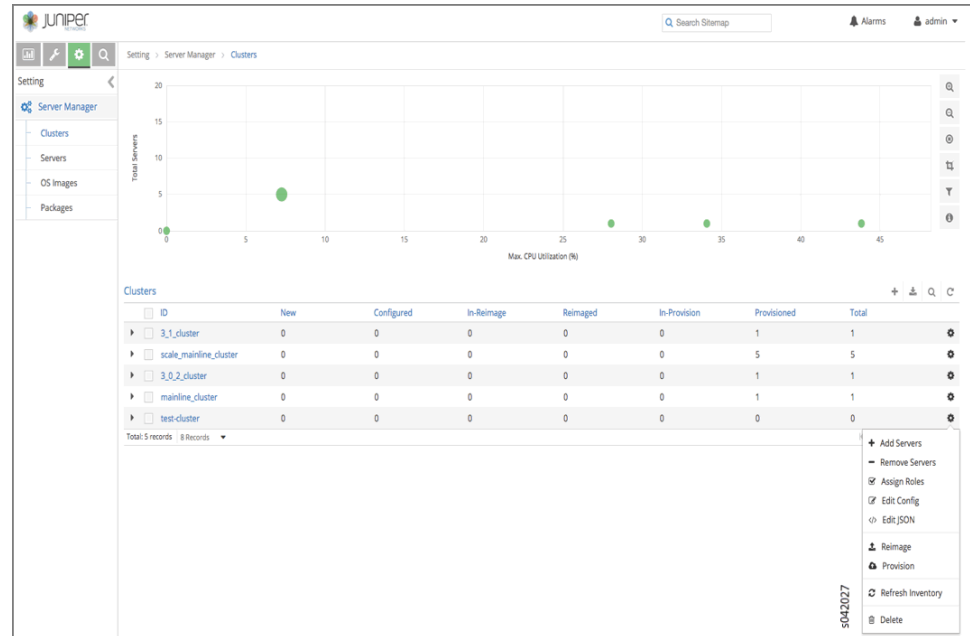 JUNIPER
NETWORKS
Search Sitemap
Alarms
admin
Setting > Server Manager > Clusters
Setting
Server Manager
Clusters
Servers
OS Images
Packages
Total Servers
20
15
10
5
0
0 5 10 15 20 25 30 35 40 45
Max. CPU Utilization (%)
Clusters
ID New Configured In-Reimage Reimaged In-Provision Provisioned Total
3_1_cluster 0 0 0 0 0 1 1
scale_mainline_cluster 0 0 0 0 0 5 5
3_0_2_cluster 0 0 0 0 0 1 1
mainline_cluster 0 0 0 0 0 1 1
test-cluster 0 0 0 0 0 0 0
Total: 5 records 8 Records
Add Servers
Remove Servers
Assign Roles
Edit Config
</> Edit JSON
Reimage
Provision
Refresh Inventory
Delete
s042027